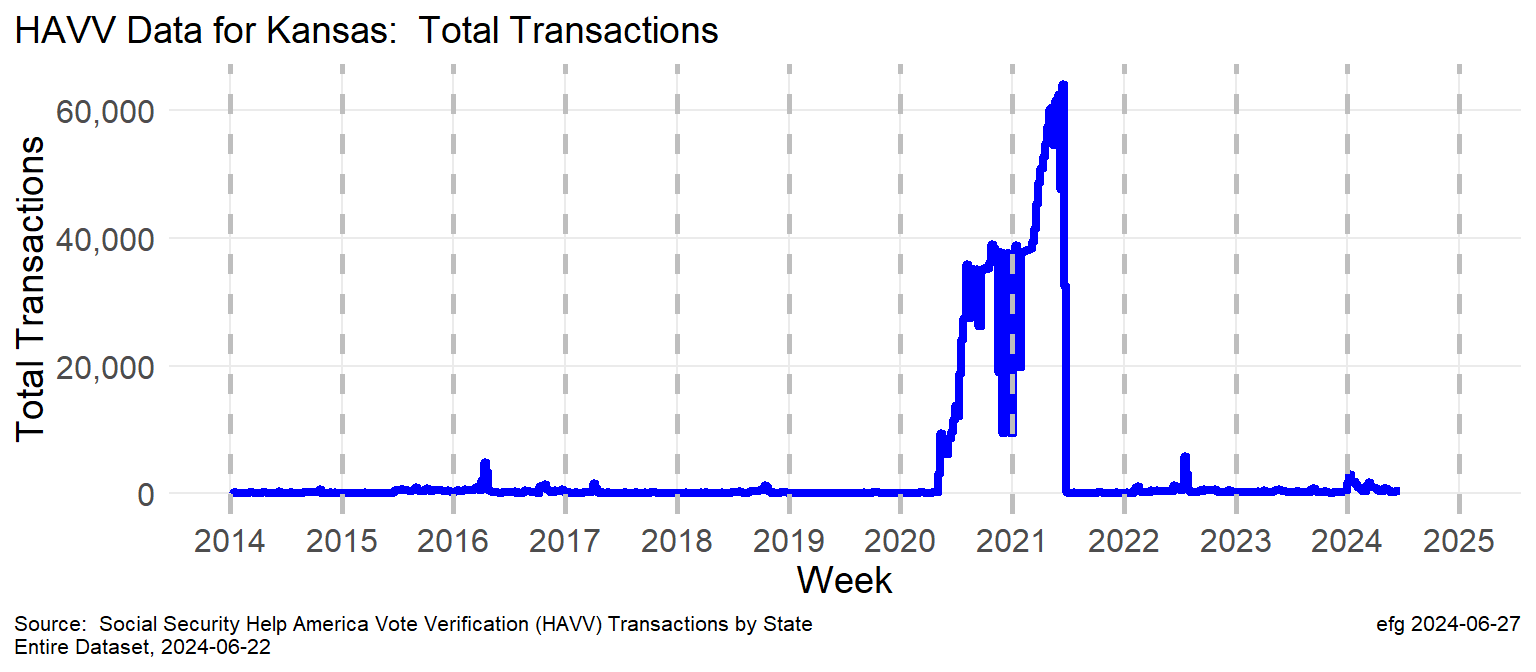 HAVV Data for Kansas:  Total Transactions
Total Transactions
60,000
40,000
20,000
0
2014 2015 2016 2017 2018 2019 2020 2021 2022 2023 2024 2025
Week
Source:  Social Security Help America Vote Verification (HAVV) Transactions by State
Entire Dataset, 2024-06-22
efg 2024-06-27